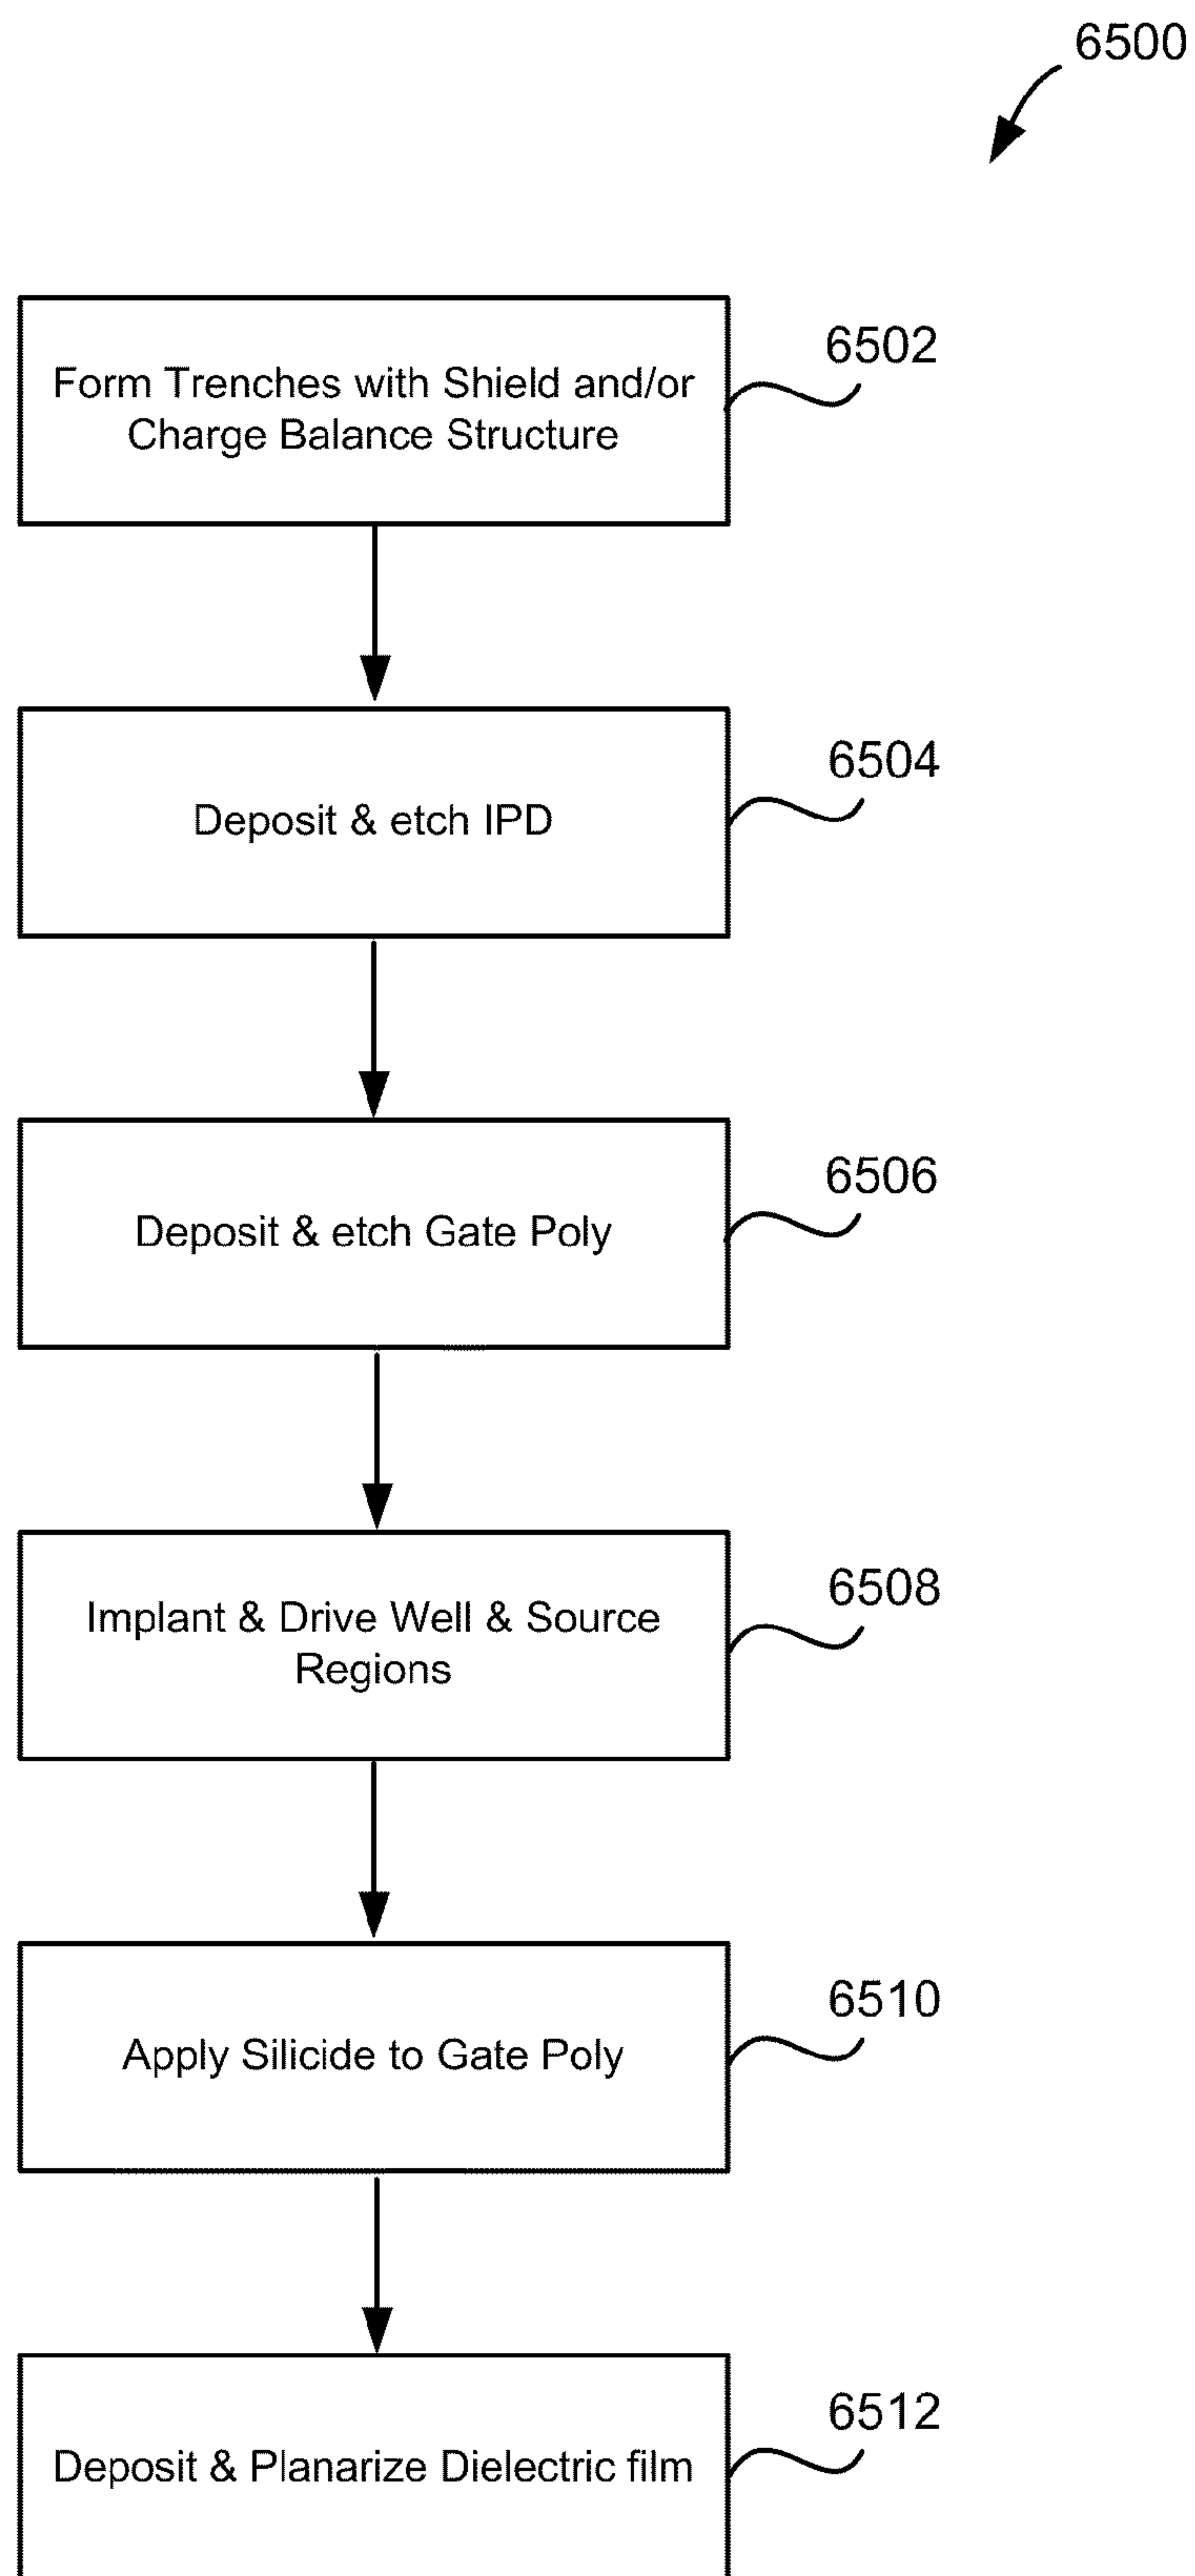 6500
6502
Form Trenches with Shield and/or
Charge Balance Structure
6504
Deposit & etch IPD
6506
Deposit & etch Gate Poly
6508
Implant & Drive Well & Source
Regions
6510
Apply Silicide to Gate Poly
6512
Deposit & Planarize Dielectric film